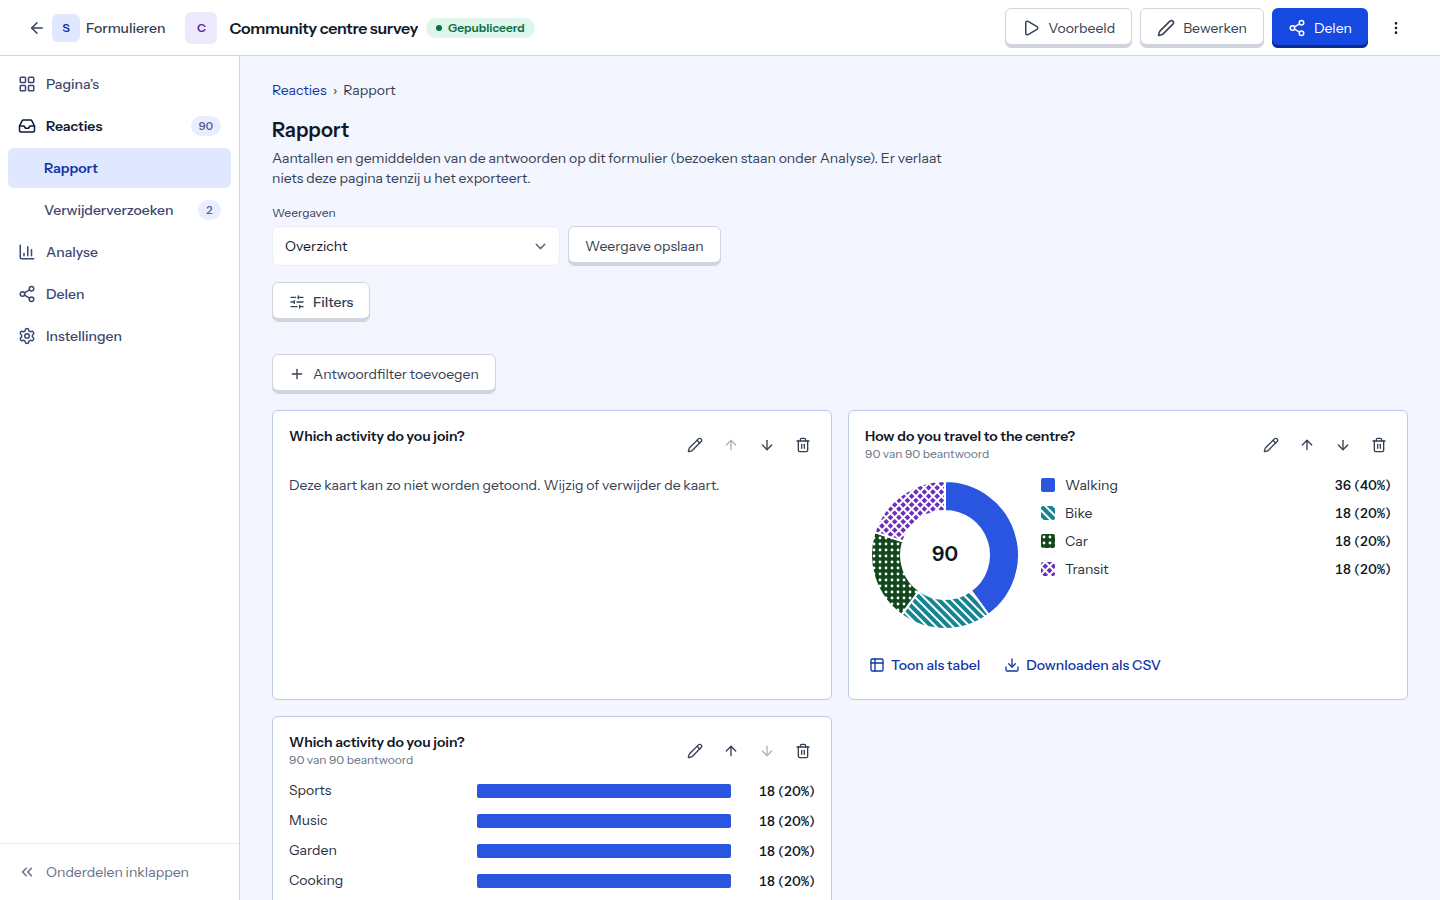 S Formulieren C Community centre survey Gepubliceerd Voorbeeld Bewerken Delen
Pagina's
Reacties 90
Rapport
Verwijderverzoeken 2
Analyse
Delen
Instellingen
Onderdelen inklappen
Reacties › Rapport
Rapport
Aantallen en gemiddelden van de antwoorden op dit formulier (bezoeken staan onder Analyse). Er verlaat
niets deze pagina tenzij u het exporteert.
Weergaven
Overzicht Weergave opslaan
Filters
Antwoordfilter toevoegen
Which activity do you join?
Deze kaart kan zo niet worden getoond. Wijzig of verwijder de kaart.
How do you travel to the centre?
90 van 90 beantwoord
90
Walking 36 (40%)
Bike 18 (20%)
Car 18 (20%)
Transit 18 (20%)
Toon als tabel Downloaden als CSV
Which activity do you join?
90 van 90 beantwoord
Sports 18 (20%)
Music 18 (20%)
Garden 18 (20%)
Cooking 18 (20%)